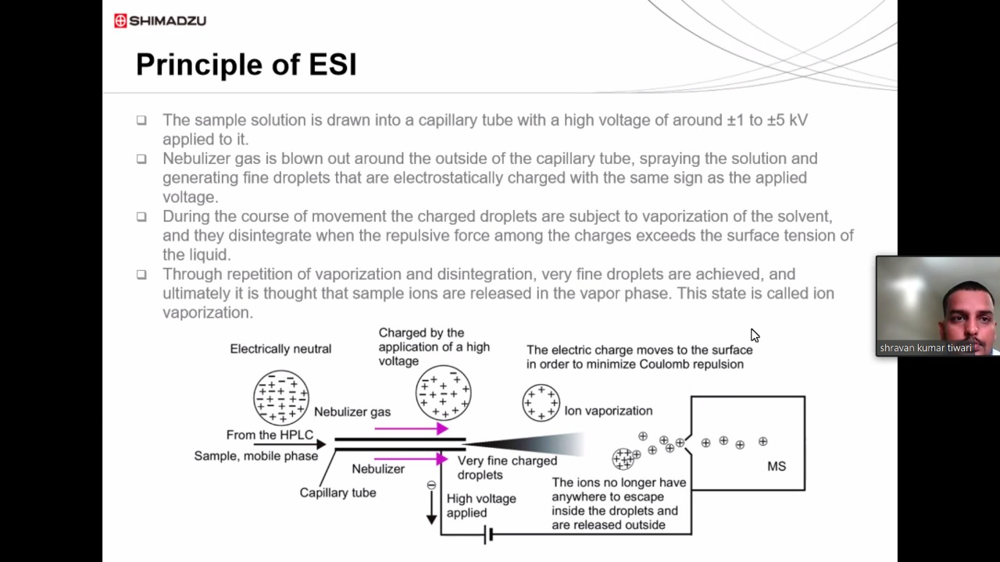 SHIMADZU
Principle of ESI
The sample solution is drawn into a capillary tube with a high voltage of around ±1 to ±5 kV
applied to it.
Nebulizer gas is blown out around the outside of the capillary tube, spraying the solution and
generating fine droplets that are electrostatically charged with the same sign as the applied
voltage.
During the course of movement the charged droplets are subject to vaporization of the solvent,
and they disintegrate when the repulsive force among the charges exceeds the surface tension of
the liquid.
Through repetition of vaporization and disintegration, very fine droplets are achieved, and
ultimately it is thought that sample ions are released in the vapor phase. This state is called ion
vaporization.
Electrically neutral
Charged by the
application of a high
voltage
The electric charge moves to the surface
in order to minimize Coulomb repulsion
Nebulizer gas
Ion vaporization
From the HPLC
Sample, mobile phase
Nebulizer
Capillary tube
Very fine charged
droplets
High voltage
applied
The ions no longer have
anywhere to escape
inside the droplets and
are released outside
MS
shravan kumar tiwari